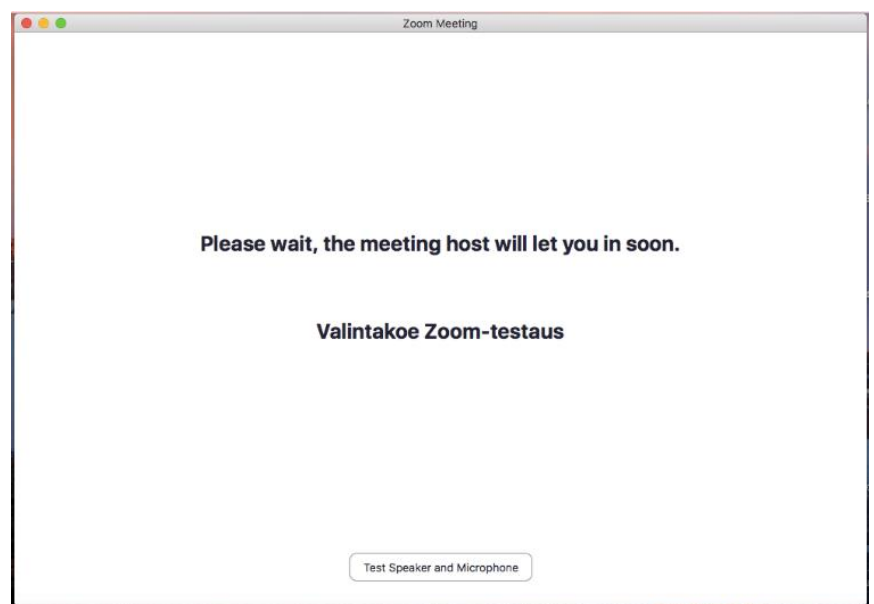 Zoom Meeting
Please wait, the meeting host will let you in soon.
Valintakoe Zoom-testaus
Test Speaker and Microphone